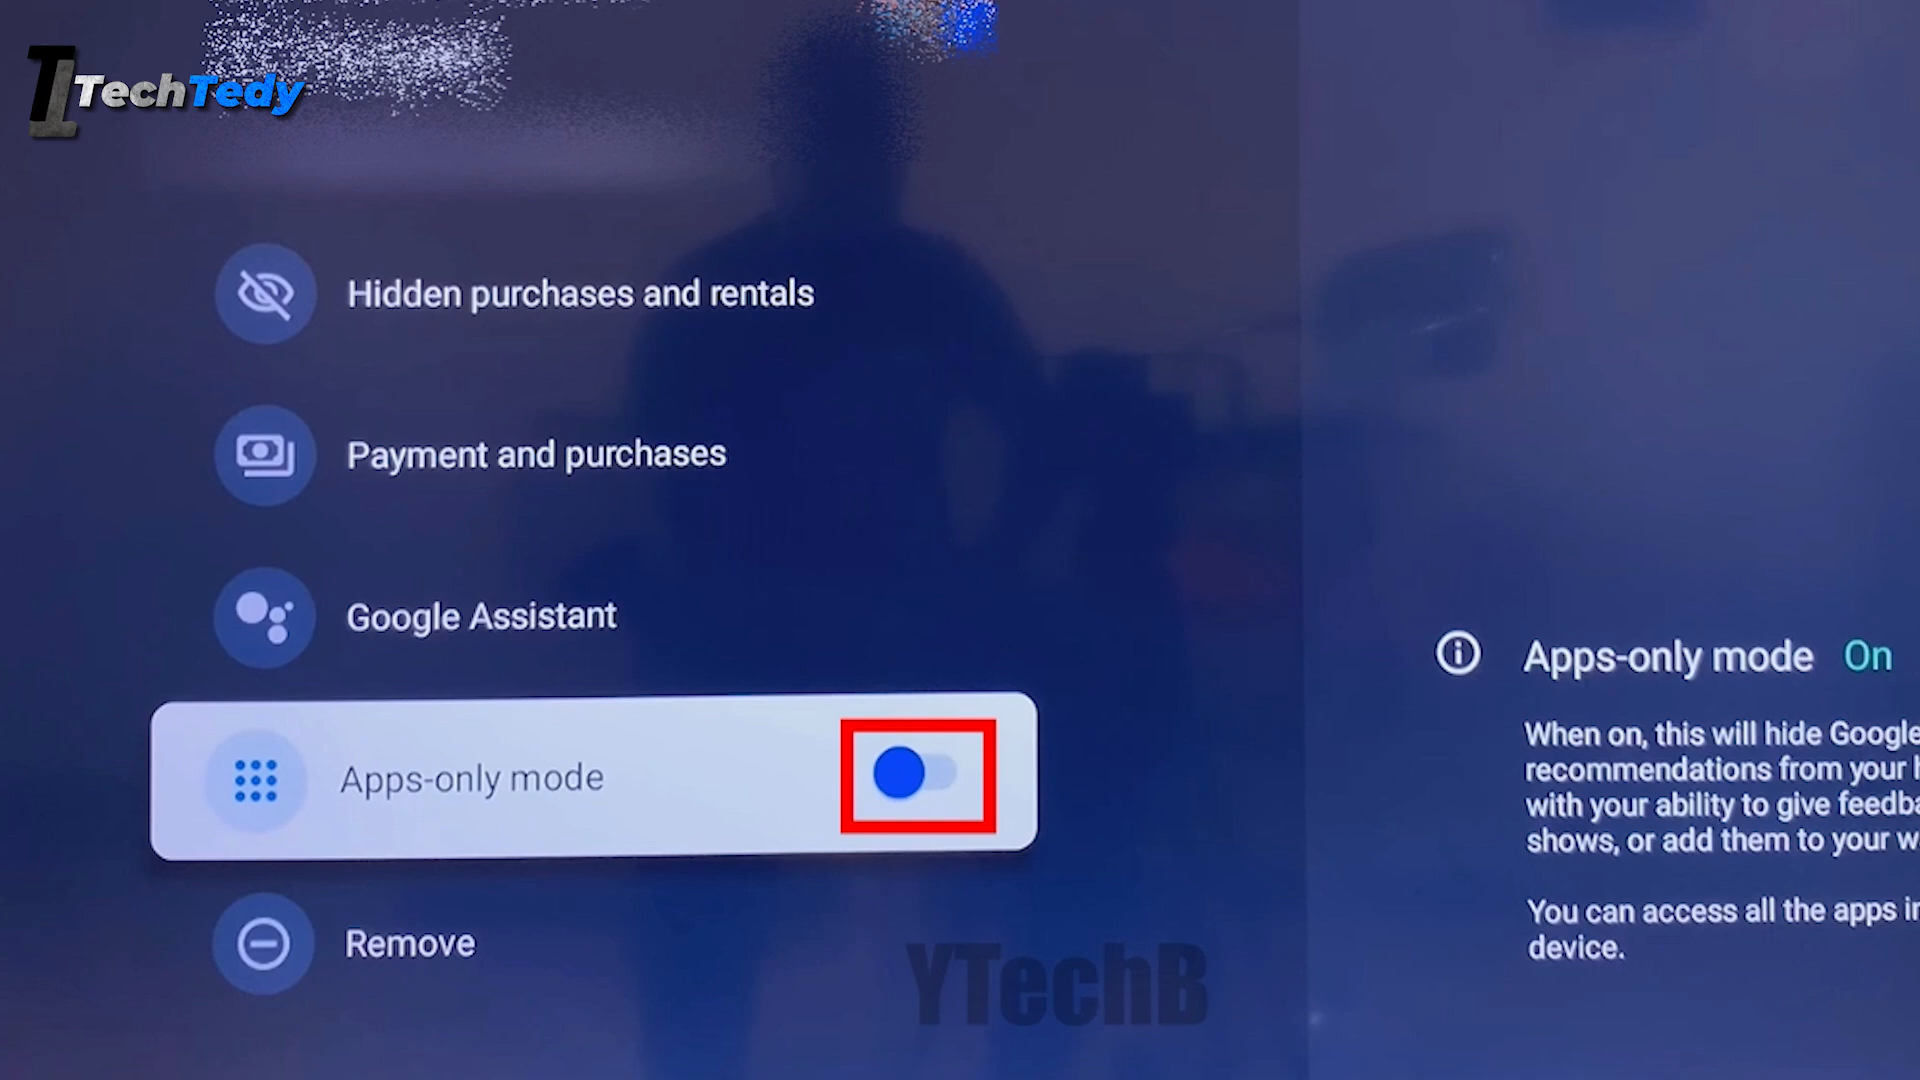 TechTedy
Hidden purchases and rentals
Payment and purchases
Google Assistant
Apps-only mode
Remove
Apps-only mode On
When on, this will hide Google
recommendations from your
with your ability to give
shows, or add them to your
You can access all the apps
device.
YTechB